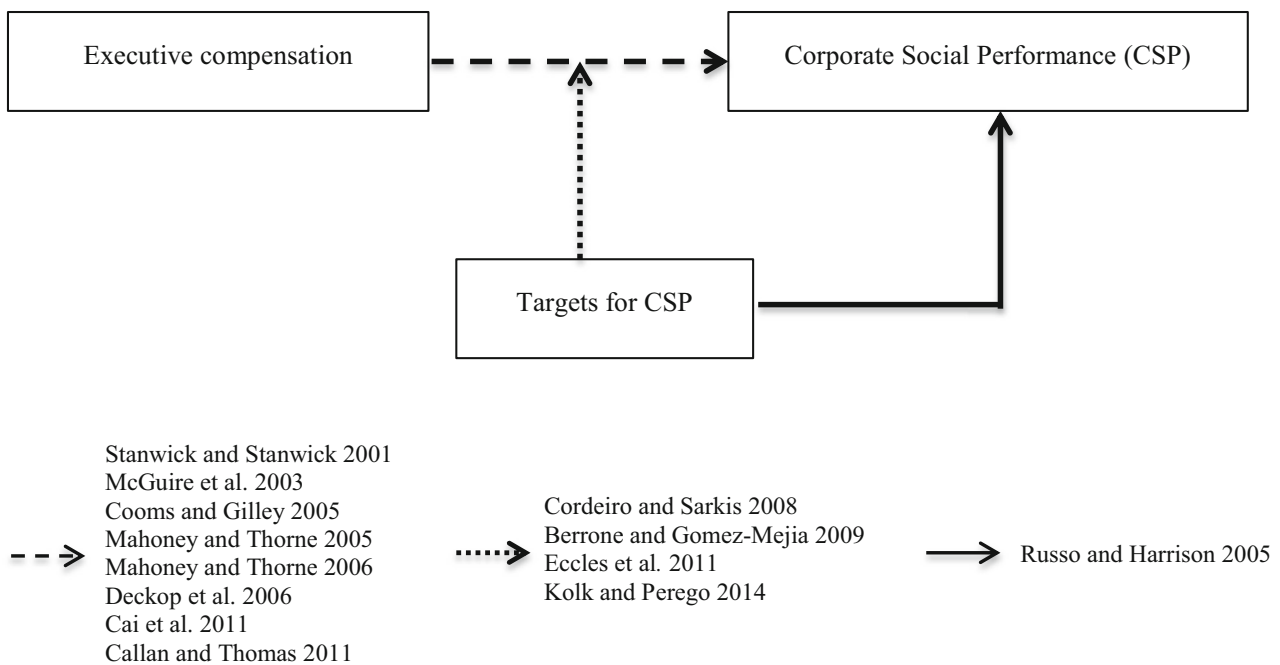 Executive compensation
Corporate Social Performance (CSP)
Targets for CSP
Stanwick and Stanwick 2001
McGuire et al. 2003
Cooms and Gilley 2005
Mahoney and Thorne 2005
Mahoney and Thorne 2006
Deckop et al. 2006
Cai et al. 2011
Callan and Thomas 2011
Cordeiro and Sarkis 2008
Berrone and Gomez-Mejia 2009
Eccles et al. 2011
Kolk and Perego 2014
Russo and Harrison 2005